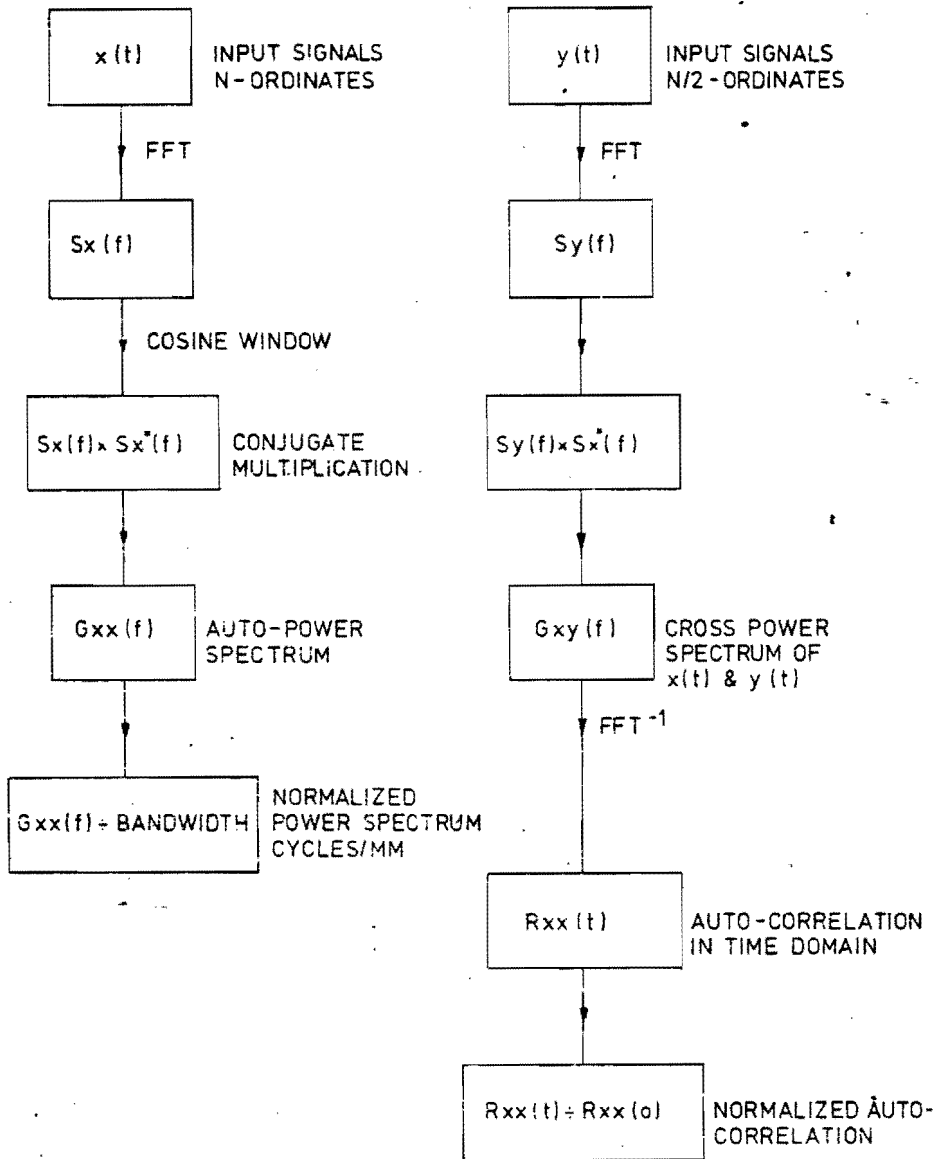 x(t)
INPUT SIGNALS
N-ORDINATES
FFT
Sx(f)
COSINE WINDOW
Sx(f)× Sx*(f)
CONJUGATE
MULTIPLICATION
Gxx(f)
AUTO-POWER
SPECTRUM
Gxx(f)÷BANDWIDTH
NORMALIZED
POWER SPECTRUM
CYCLES/MM
y(t)
INPUT SIGNALS
N/2-ORDINATES
FFT
Sy(f)
Sy(f)×Sx*(f)
Gxy(f)
CROSS POWER
SPECTRUM OF
x(t) & y(t)
FFT⁻¹
Rxx(t)
AUTO-CORRELATION
IN TIME DOMAIN
Rxx(t)÷Rxx(o)
NORMALIZED AUTO-
CORRELATION